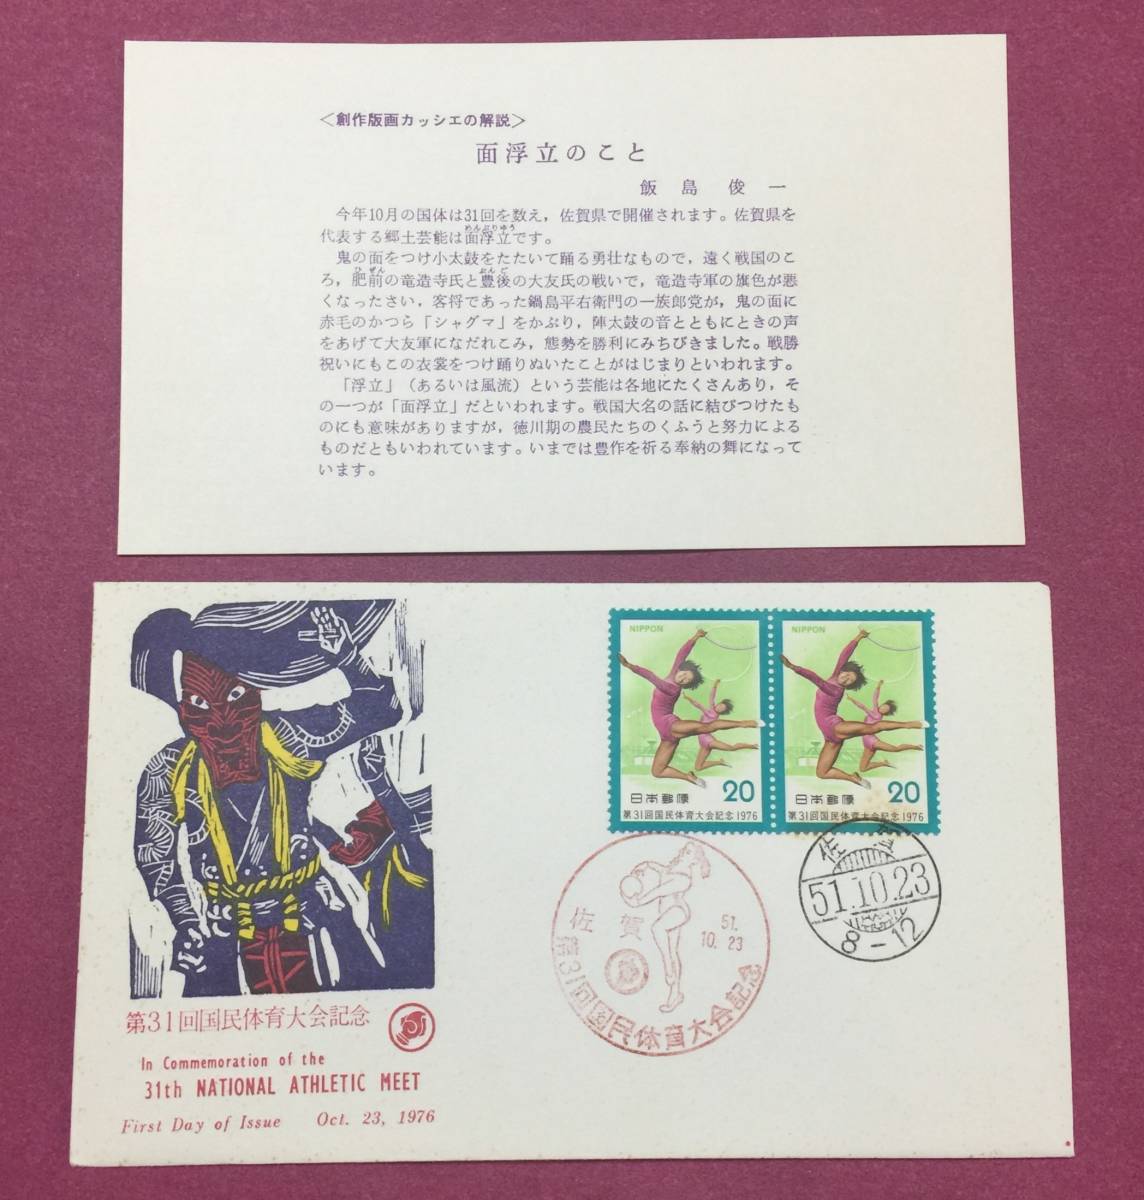 ＜創作版画カッシエの解説＞
面浮立のこと
飯島俊一
今年10月の国体は31回を数え，佐賀県で開催されます。佐賀県を
代表する郷土芸能は面浮立です。
めんぶりゆう
鬼の面をつけ小太鼓をたたいて踊る勇壮なもので，遠く戦国のこ
ろ，肥前の竜造寺氏と豊後の大友氏の戦いで，竜造寺軍の旗色が悪
ひぜん
ぶんご
くなったさい，客将であった鍋島平右衛門の一族郎党が，鬼の面に
赤毛のかつら「シャグマ」をかぶり，陣太鼓の音とともにときの声
をあげて大友軍になだれこみ，態勢を勝利にみちびきました。戦勝
祝いにもこの衣裳をつけ踊りぬいたことがはじまりといわれます。
「浮立」（あるいは風流）という芸能は各地にたくさんあり，そ
の一つが「面浮立」だといわれます。戦国大名の話に結びつけたも
のにも意味がありますが，徳川期の農民たちのくふうと努力による
ものだともいわれています。いまでは豊作を祈る奉納の舞になって
います。
NIPPON
20
日本郵便
第31回国民体育大会記念1976
NIPPON
20
日本郵便
第31回国民体育大会記念1976
佐賀
51.
10.23
第31回国民体育大会記念
佐賀
51.10.23
8-12
第31回国民体育大会記念
In Commemoration of the
31th NATIONAL ATHLETIC MEET
First Day of Issue Oct. 23, 1976